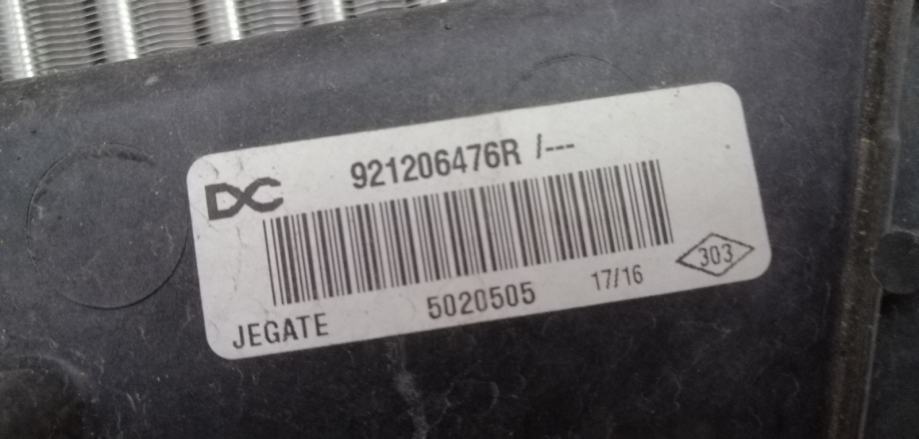 921206476R /---
DC
5020505
17/16
303
JEGATE